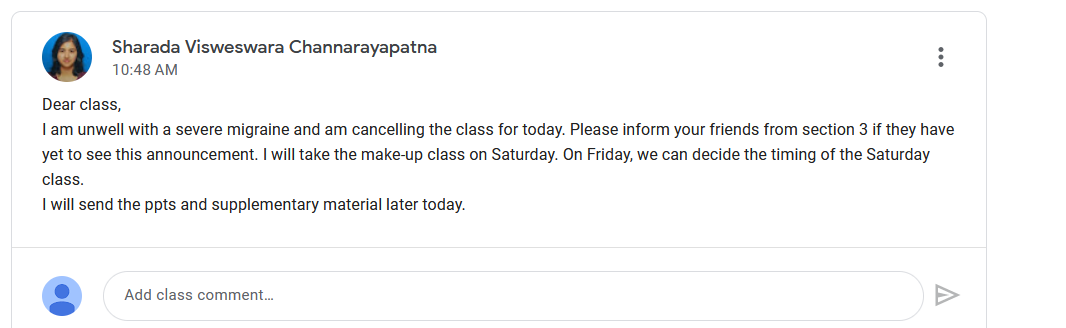 Sharada Visweswara Channarayapatna
10:48 AM
Dear class,
I am unwell with a severe migraine and am cancelling the class for today. Please inform your friends from section 3 if they have
yet to see this announcement. I will take the make-up class on Saturday. On Friday, we can decide the timing of the Saturday
class.
I will send the ppts and supplementary material later today.
Add class comment…